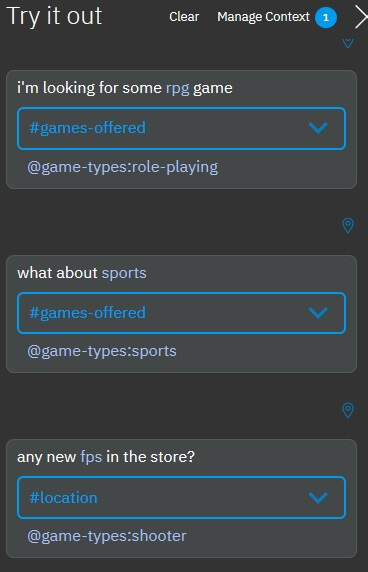 Try it out Clear Manage Context 1
i'm looking for some rpg game
#games-offered
@game-types:role-playing
what about sports
#games-offered
@game-types:sports
any new fps in the store?
#location
@game-types:shooter